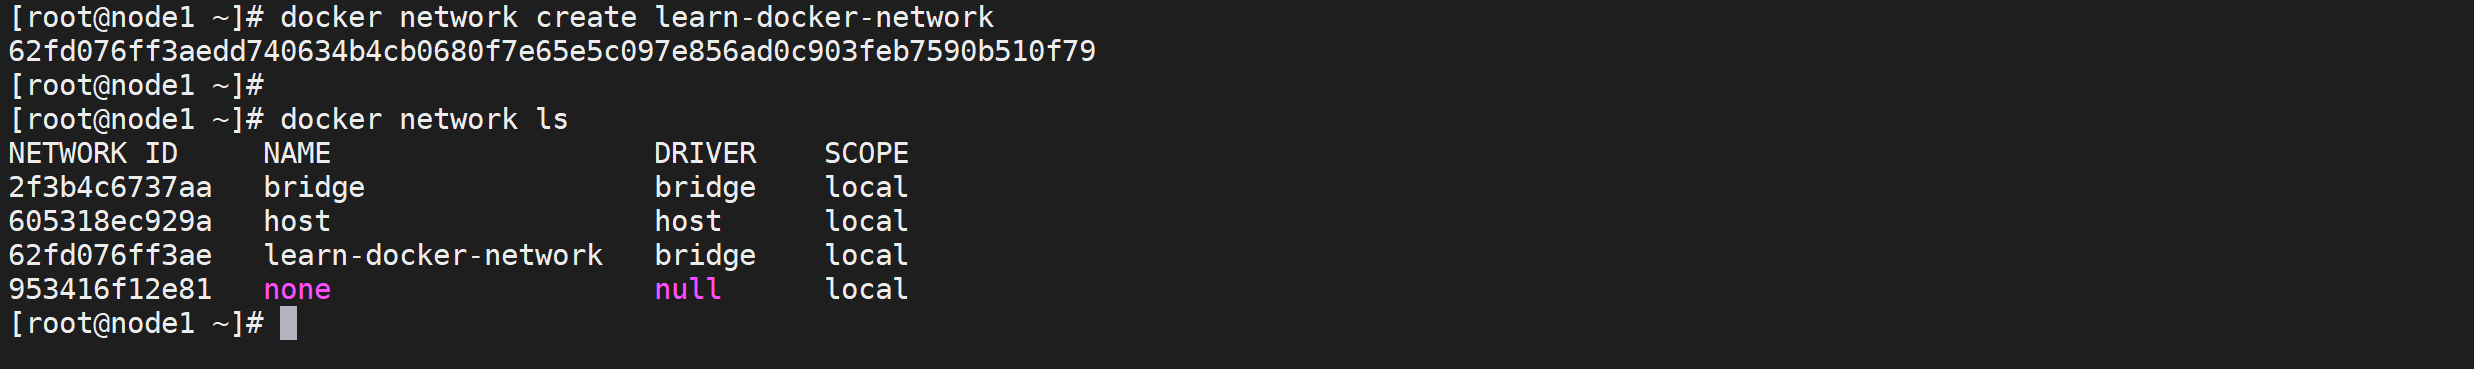 [root@node1 ~]# docker network create learn-docker-network
62fd076ff3aedd740634b4cb0680f7e65e5c097e856ad0c903feb7590b510f79
[root@node1 ~]#
[root@node1 ~]# docker network ls
NETWORK ID     NAME                   DRIVER    SCOPE
2f3b4c6737aa   bridge                 bridge    local
605318ec929a   host                   host      local
62fd076ff3ae   learn-docker-network   bridge    local
953416f12e81   none                   null      local
[root@node1 ~]#